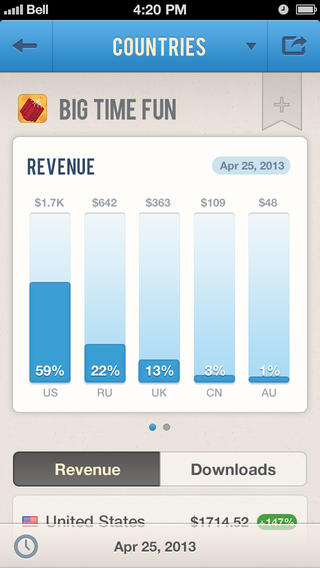 Bell 4:20 PM
COUNTRIES
BIG TIME FUN
REVENUE Apr 25, 2013
$1.7K $642 $363 $109 $48
59% 22% 13% 3% 1%
US RU UK CN AU
Revenue Downloads
United States $1714.52 +147%
Apr 25, 2013